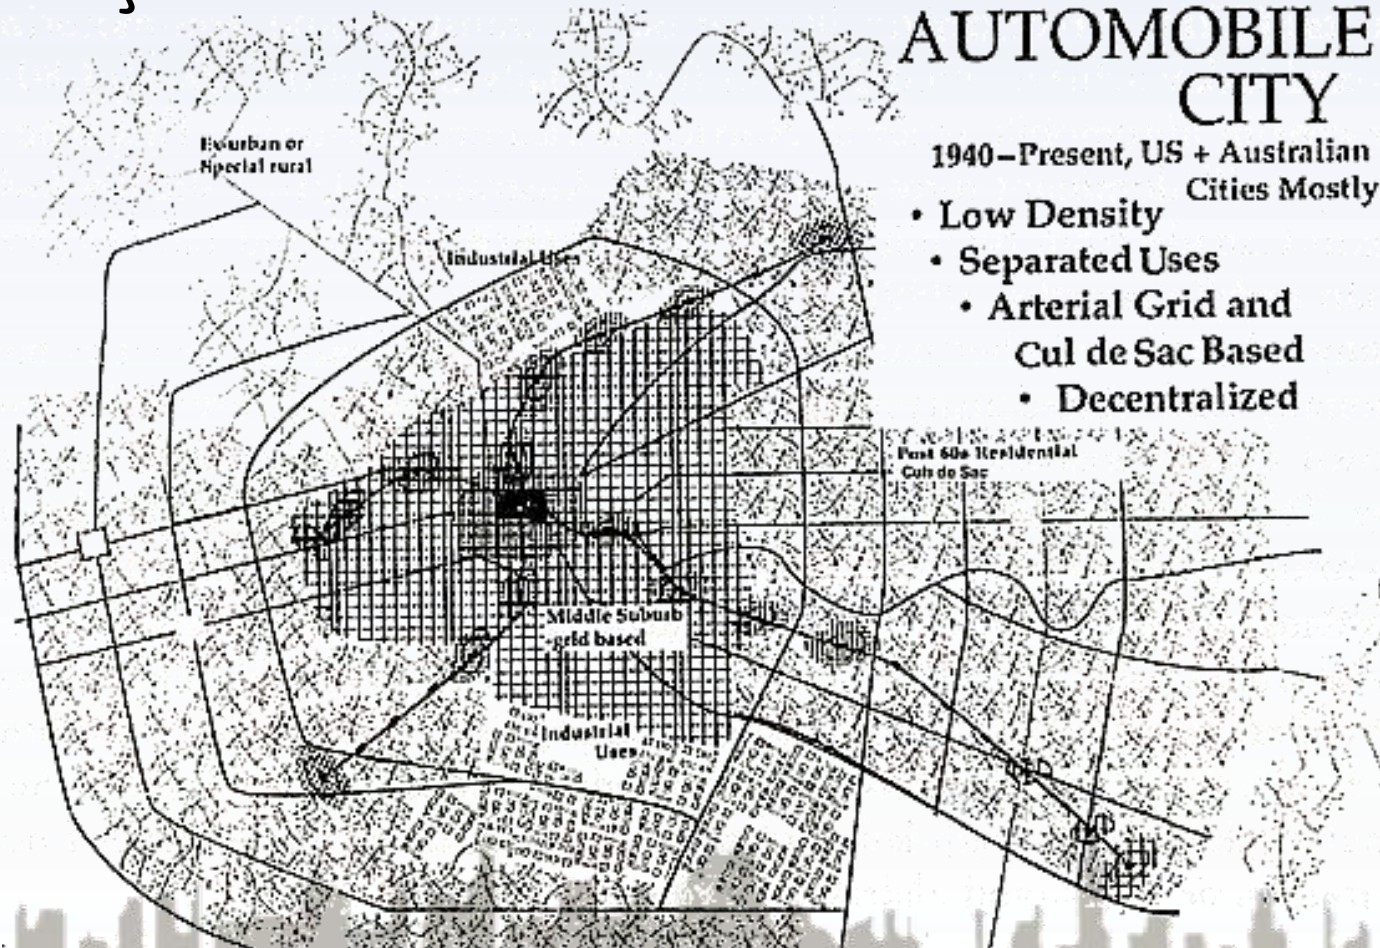 AUTOMOBILE
CITY
1940–Present, US + Australian
Cities Mostly
• Low Density
• Separated Uses
• Arterial Grid and
Cul de Sac Based
• Decentralized
Exurban or
Special rural
Industrial Uses
Post 60s Residential
Culs de Sac
Middle Suburb
-grid based
Industrial
Uses